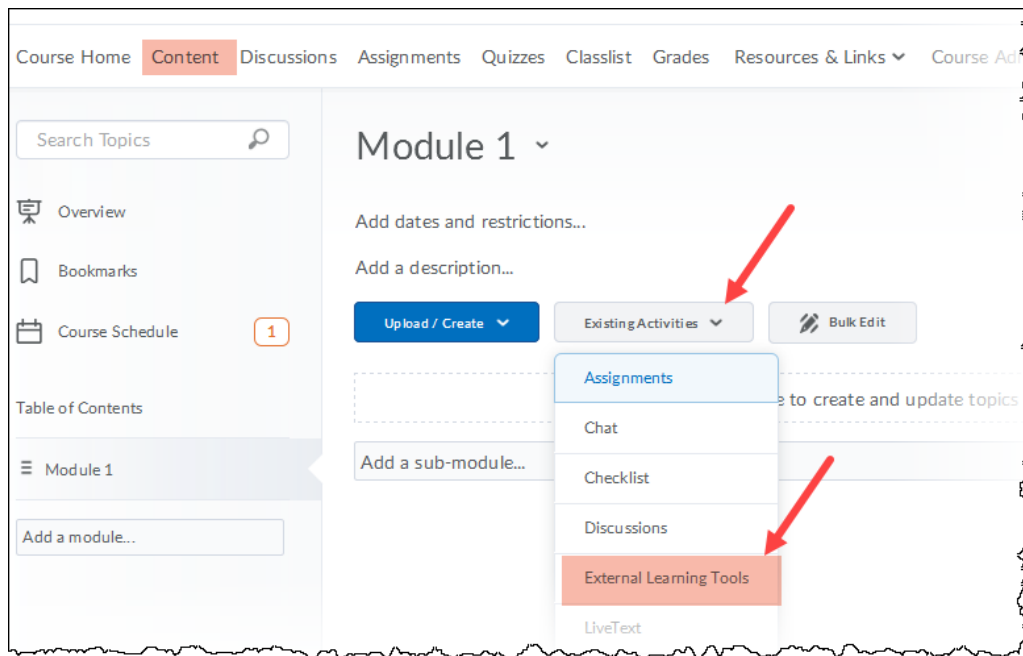 Course Home Content Discussions Assignments Quizzes Classlist Grades Resources & Links Course Ad
Search Topics
Overview
Bookmarks
Course Schedule 1
Table of Contents
Module 1
Add a module...
Module 1
Add dates and restrictions...
Add a description...
Upload / Create Existing Activities Bulk Edit
Assignments
e to create and update topics
Chat
Add a sub-module...
Checklist
Discussions
External Learning Tools
LiveText